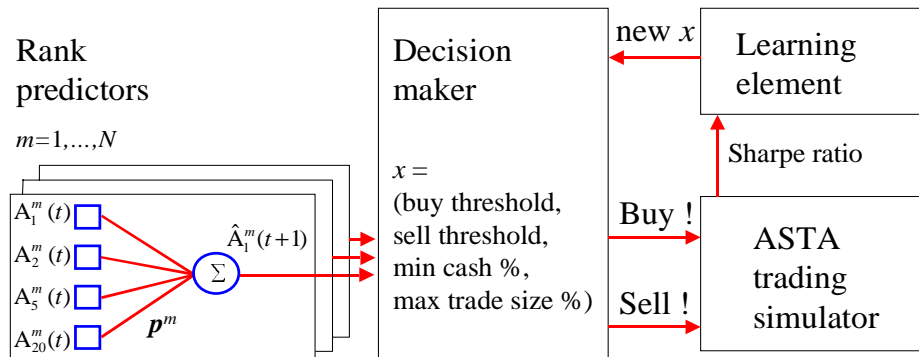 Rank
predictors
m=1,...,N
A₁ᵐ(t)
A₂ᵐ(t)
A₅ᵐ(t)
A₂₀ᵐ(t)
Σ
Â₁ᵐ(t+1)
pᵐ
Decision
maker
x =
(buy threshold,
sell threshold,
min cash %,
max trade size %)
new x
Buy !
Sell !
Learning
element
Sharpe ratio
ASTA
trading
simulator